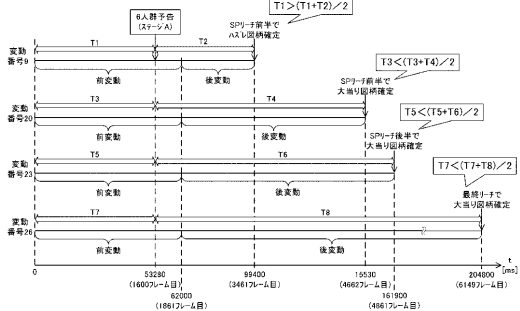 6人群予告
(ステージA)
T1>(T1+T2)/2
T1
T2
SPリーチ前半で
ハズレ図柄確定
変動
番号9
前変動
後変動
T3<(T3+T4)/2
SPリーチ前半で
大当り図柄確定
T3
T4
変動
番号20
前変動
後変動
T5<(T5+T6)/2
SPリーチ後半で
大当り図柄確定
T5
T6
変動
番号23
前変動
後変動
T7<(T7+T8)/2
最終リーチで
大当り図柄確定
T7
T8
変動
番号26
前変動
後変動
t
[ms]
0
53280
(1600フレーム目)
62000
(1861フレーム目)
99400
(3461フレーム目)
15530
(4662フレーム目)
161900
(4861フレーム目)
204800
(6149フレーム目)